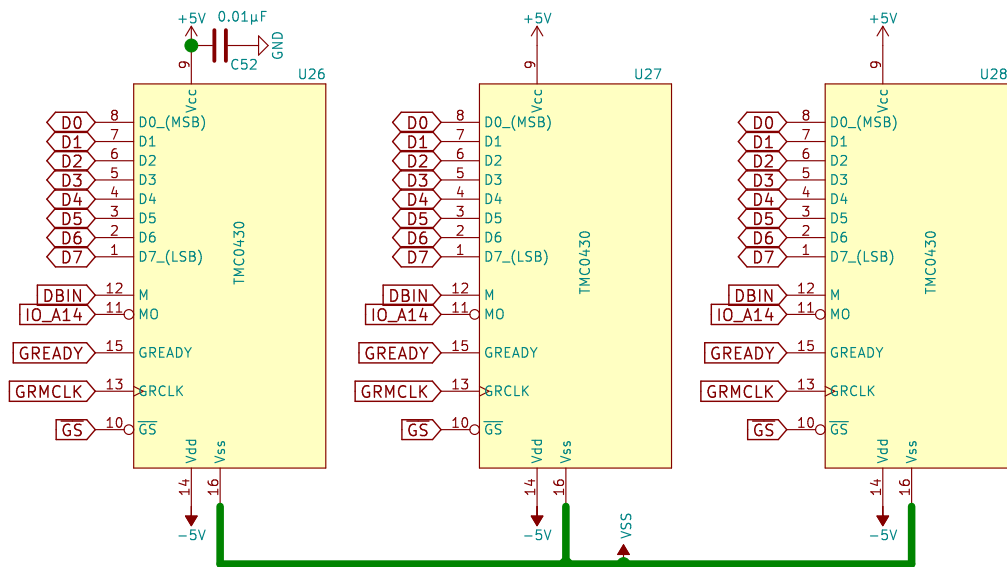 0.01µF
+5V
+5V
+5V
GND
C52
9
9
9
U26
U27
U28
Vcc
Vcc
Vcc
D0 8 D0_(MSB)
D1 7 D1
D2 6 D2
D3 5 D3
D4 4 D4
D5 3 D5
D6 2 D6
D7 1 D7_(LSB)
DBIN 12 M
IO_A14 11 MO
GREADY 15 GREADY
GRMCLK 13 GRCLK
GS 10 GS
TMC0430
Vdd
Vss
14
16
-5V
D0 8 D0_(MSB)
D1 7 D1
D2 6 D2
D3 5 D3
D4 4 D4
D5 3 D5
D6 2 D6
D7 1 D7_(LSB)
DBIN 12 M
IO_A14 11 MO
GREADY 15 GREADY
GRMCLK 13 GRCLK
GS 10 GS
TMC0430
Vdd
Vss
14
16
-5V
D0 8 D0_(MSB)
D1 7 D1
D2 6 D2
D3 5 D3
D4 4 D4
D5 3 D5
D6 2 D6
D7 1 D7_(LSB)
DBIN 12 M
IO_A14 11 MO
GREADY 15 GREADY
GRMCLK 13 GRCLK
GS 10 GS
TMC0430
Vdd
Vss
14
16
-5V
VSS